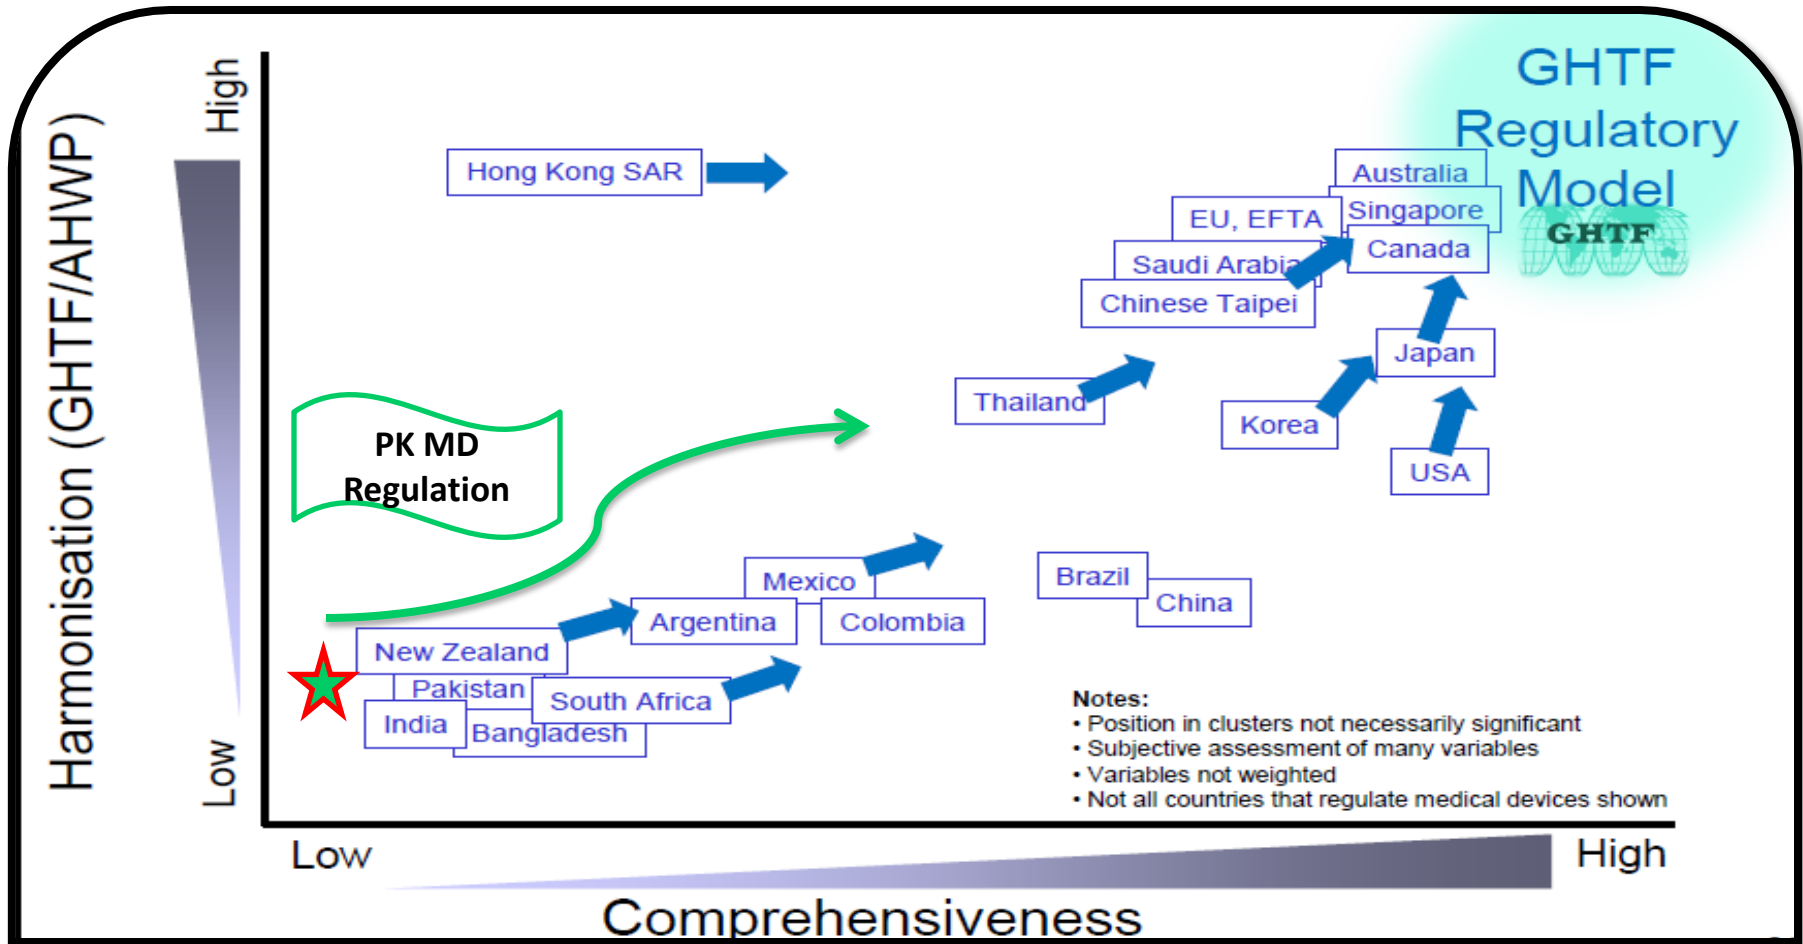 GHTF
Regulatory
Model
GHTF
High
Harmonisation (GHTF/AHWP)
Low
Hong Kong SAR
Australia
Singapore
EU, EFTA
Canada
Saudi Arabia
Chinese Taipei
Japan
Thailand
Korea
USA
PK MD
Regulation
Mexico
Brazil
China
Argentina
Colombia
New Zealand
Pakistan
South Africa
India
Bangladesh
Notes:
• Position in clusters not necessarily significant
• Subjective assessment of many variables
• Variables not weighted
• Not all countries that regulate medical devices shown
Low
High
Comprehensiveness